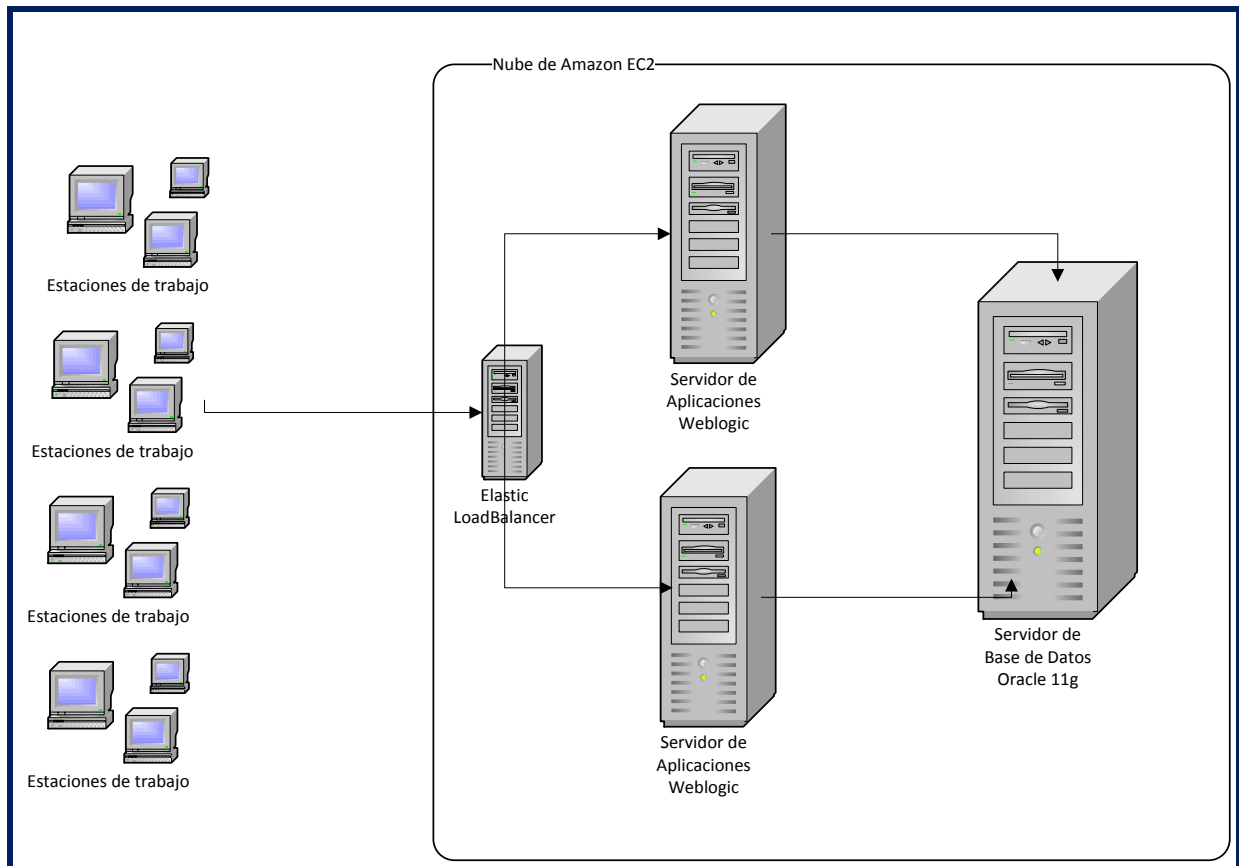 Nube de Amazon EC2
Estaciones de trabajo
Estaciones de trabajo
Estaciones de trabajo
Estaciones de trabajo
Elastic
LoadBalancer
Servidor de
Aplicaciones
Weblogic
Servidor de
Aplicaciones
Weblogic
Servidor de
Base de Datos
Oracle 11g